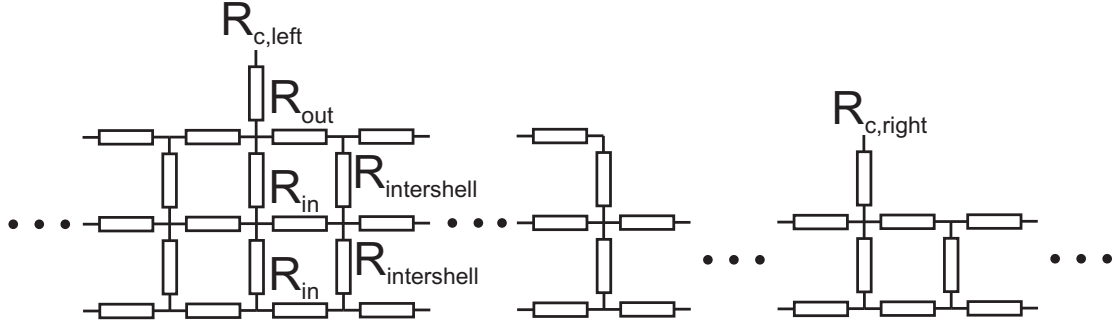 R_c,left
R_out
R_c,right
R_intershell
R_in
R_intershell
R_in